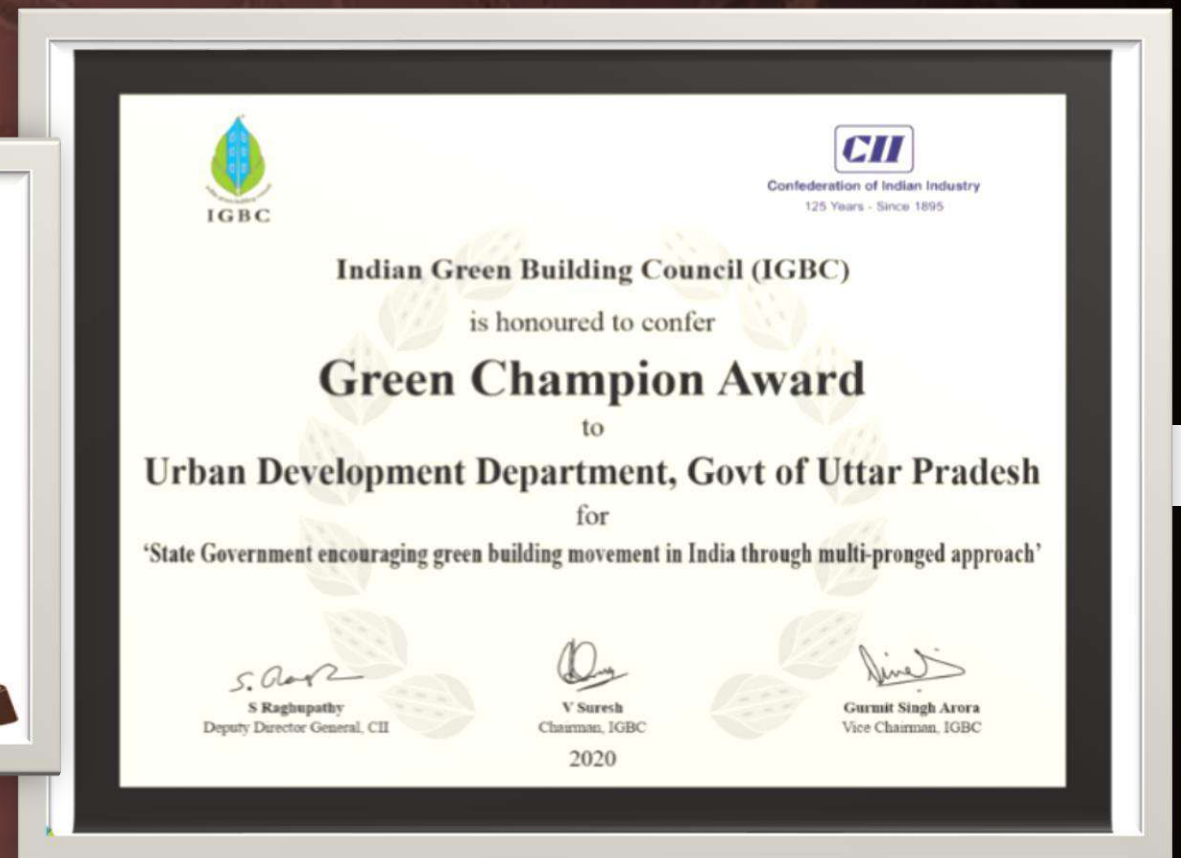 IGBC
CII
Confederation of Indian Industry
125 Years - Since 1895
Indian Green Building Council (IGBC)
is honoured to confer
Green Champion Award
to
Urban Development Department, Govt of Uttar Pradesh
for
‘State Government encouraging green building movement in India through multi-pronged approach’
S Raghupathy
Deputy Director General, CII
V Suresh
Chairman, IGBC
Gurmit Singh Arora
Vice Chairman, IGBC
2020